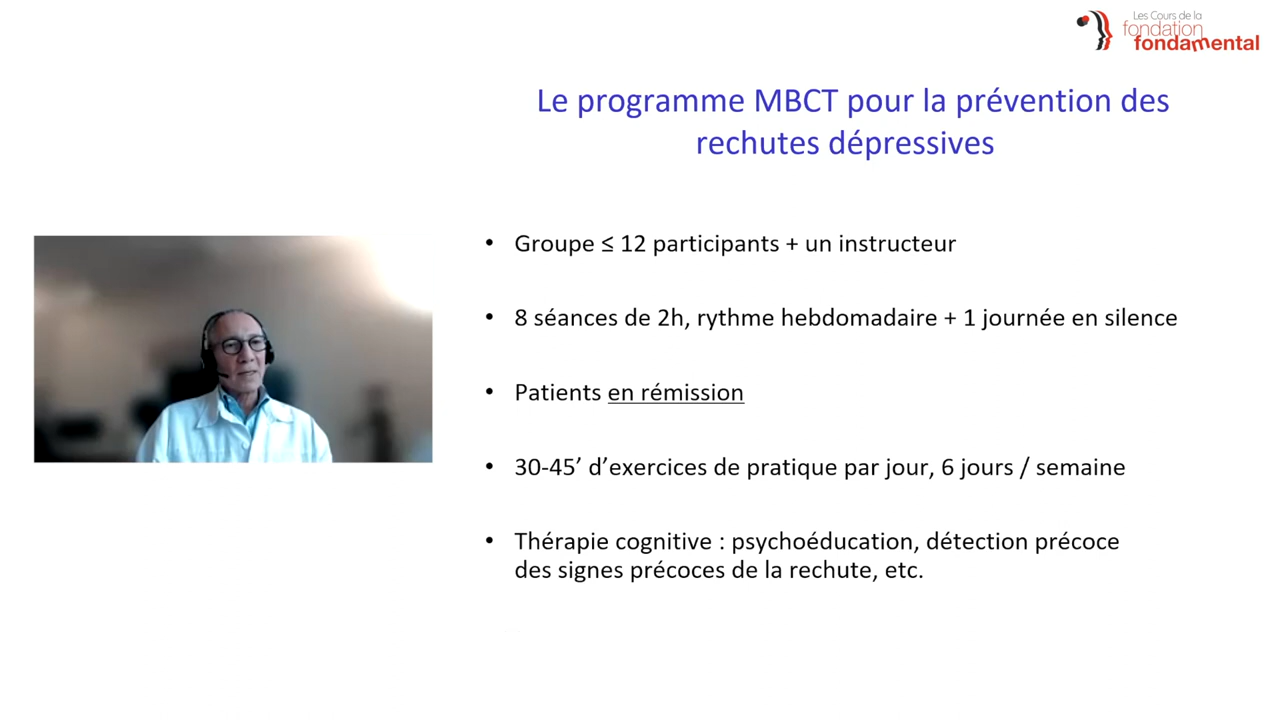 Les Cours de la
fondation
fondamental
Le programme MBCT pour la prévention des
rechutes dépressives
• Groupe ≤ 12 participants + un instructeur
• 8 séances de 2h, rythme hebdomadaire + 1 journée en silence
• Patients en rémission
• 30-45’ d’exercices de pratique par jour, 6 jours / semaine
• Thérapie cognitive : psychoéducation, détection précoce
des signes précoces de la rechute, etc.